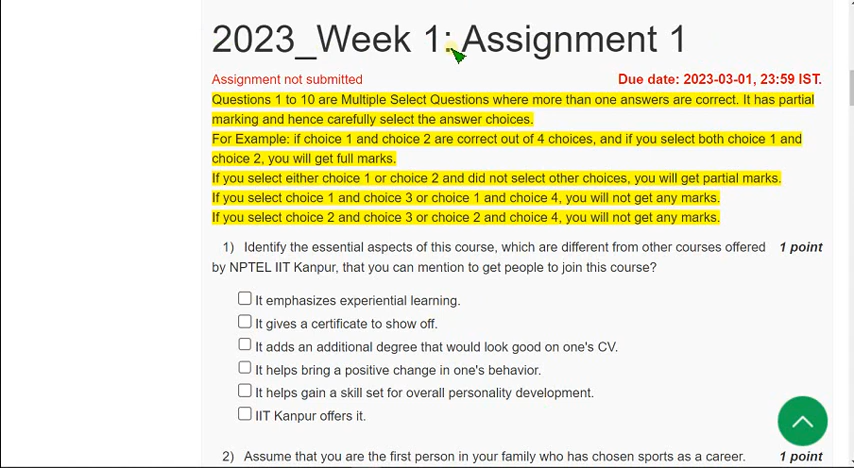 2023_Week 1: Assignment 1
Assignment not submitted Due date: 2023-03-01, 23:59 IST.
Questions 1 to 10 are Multiple Select Questions where more than one answers are correct. It has partial
marking and hence carefully select the answer choices.
For Example: if choice 1 and choice 2 are correct out of 4 choices, and if you select both choice 1 and
choice 2, you will get full marks.
If you select either choice 1 or choice 2 and did not select other choices, you will get partial marks.
If you select choice 1 and choice 3 or choice 1 and choice 4, you will not get any marks.
If you select choice 2 and choice 3 or choice 2 and choice 4, you will not get any marks.
1) Identify the essential aspects of this course, which are different from other courses offered 1 point
by NPTEL IIT Kanpur, that you can mention to get people to join this course?
It emphasizes experiential learning.
It gives a certificate to show off.
It adds an additional degree that would look good on one's CV.
It helps bring a positive change in one's behavior.
It helps gain a skill set for overall personality development.
IIT Kanpur offers it.
2) Assume that you are the first person in your family who has chosen sports as a career. 1 point